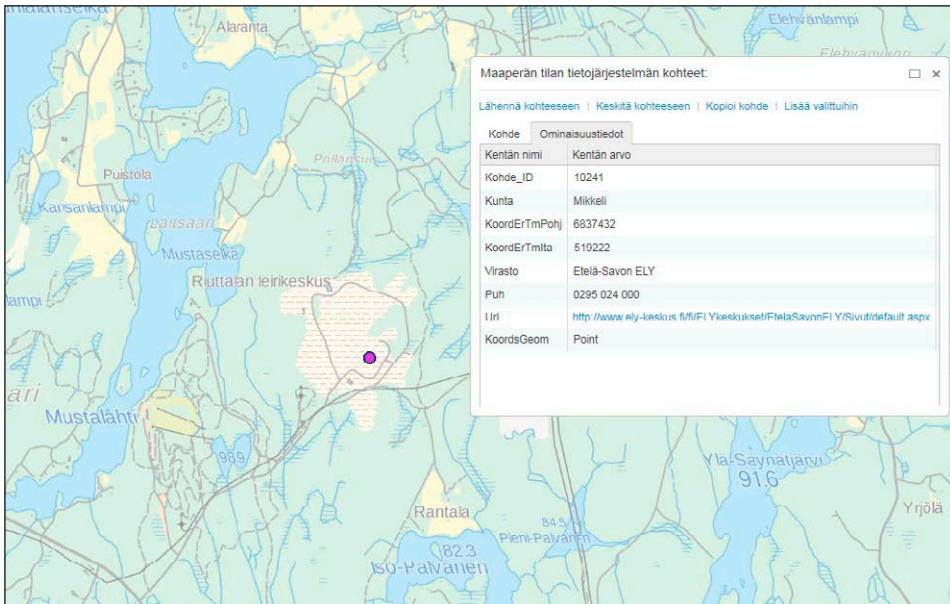 Alaranta
Elehvänlampi
Puistola
Kansanlampi
Laitsaari
Mustaselkä
Riuttalan leirikeskus
lampi
Mustalahti
ari
98.9
Rantala
82.3
Iso-Palvanen
84.5
Pieni-Palvanen
Ylä-Säynätjärvi
91.6
Yrjölä
Maaperän tilan tietojärjestelmän kohteet:
Lähennä kohteeseen | Keskitä kohteeseen | Kopioi kohde | Lisää valittuihin
Kohde Ominaisuustiedot
Kentän nimi Kentän arvo
Kohde_ID 10241
Kunta Mikkeli
KoordErTmPohj 6837432
KoordErTmIta 519222
Virasto Etelä-Savon ELY
Puh 0295 024 000
Url http://www.ely-keskus.fi/fi/ELYkeskukset/EtelaSavonELY/Sivut/default.aspx
KoordsGeom Point